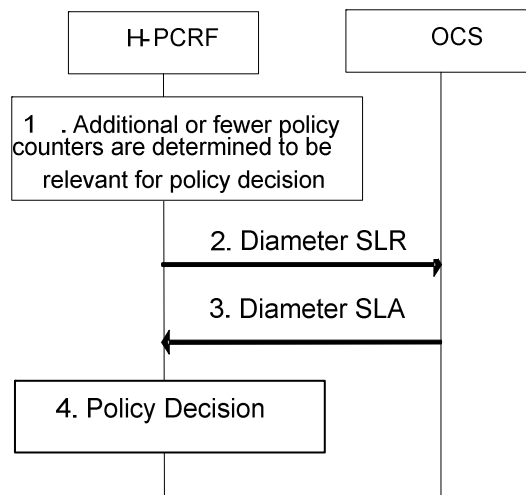 H-PCRF
OCS
1 . Additional or fewer policy
counters are determined to be
relevant for policy decision
2. Diameter SLR
3. Diameter SLA
4. Policy Decision